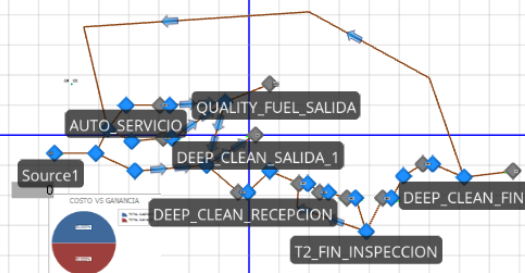 QUALITY_FUEL_SALIDA
AUTO_SERVICIO
DEEP_CLEAN_SALIDA_1
Source1
0
DEEP_CLEAN_FIN
COSTO VS GANANCIA
DEEP_CLEAN_RECEPCION
T2_FIN_INSPECCION